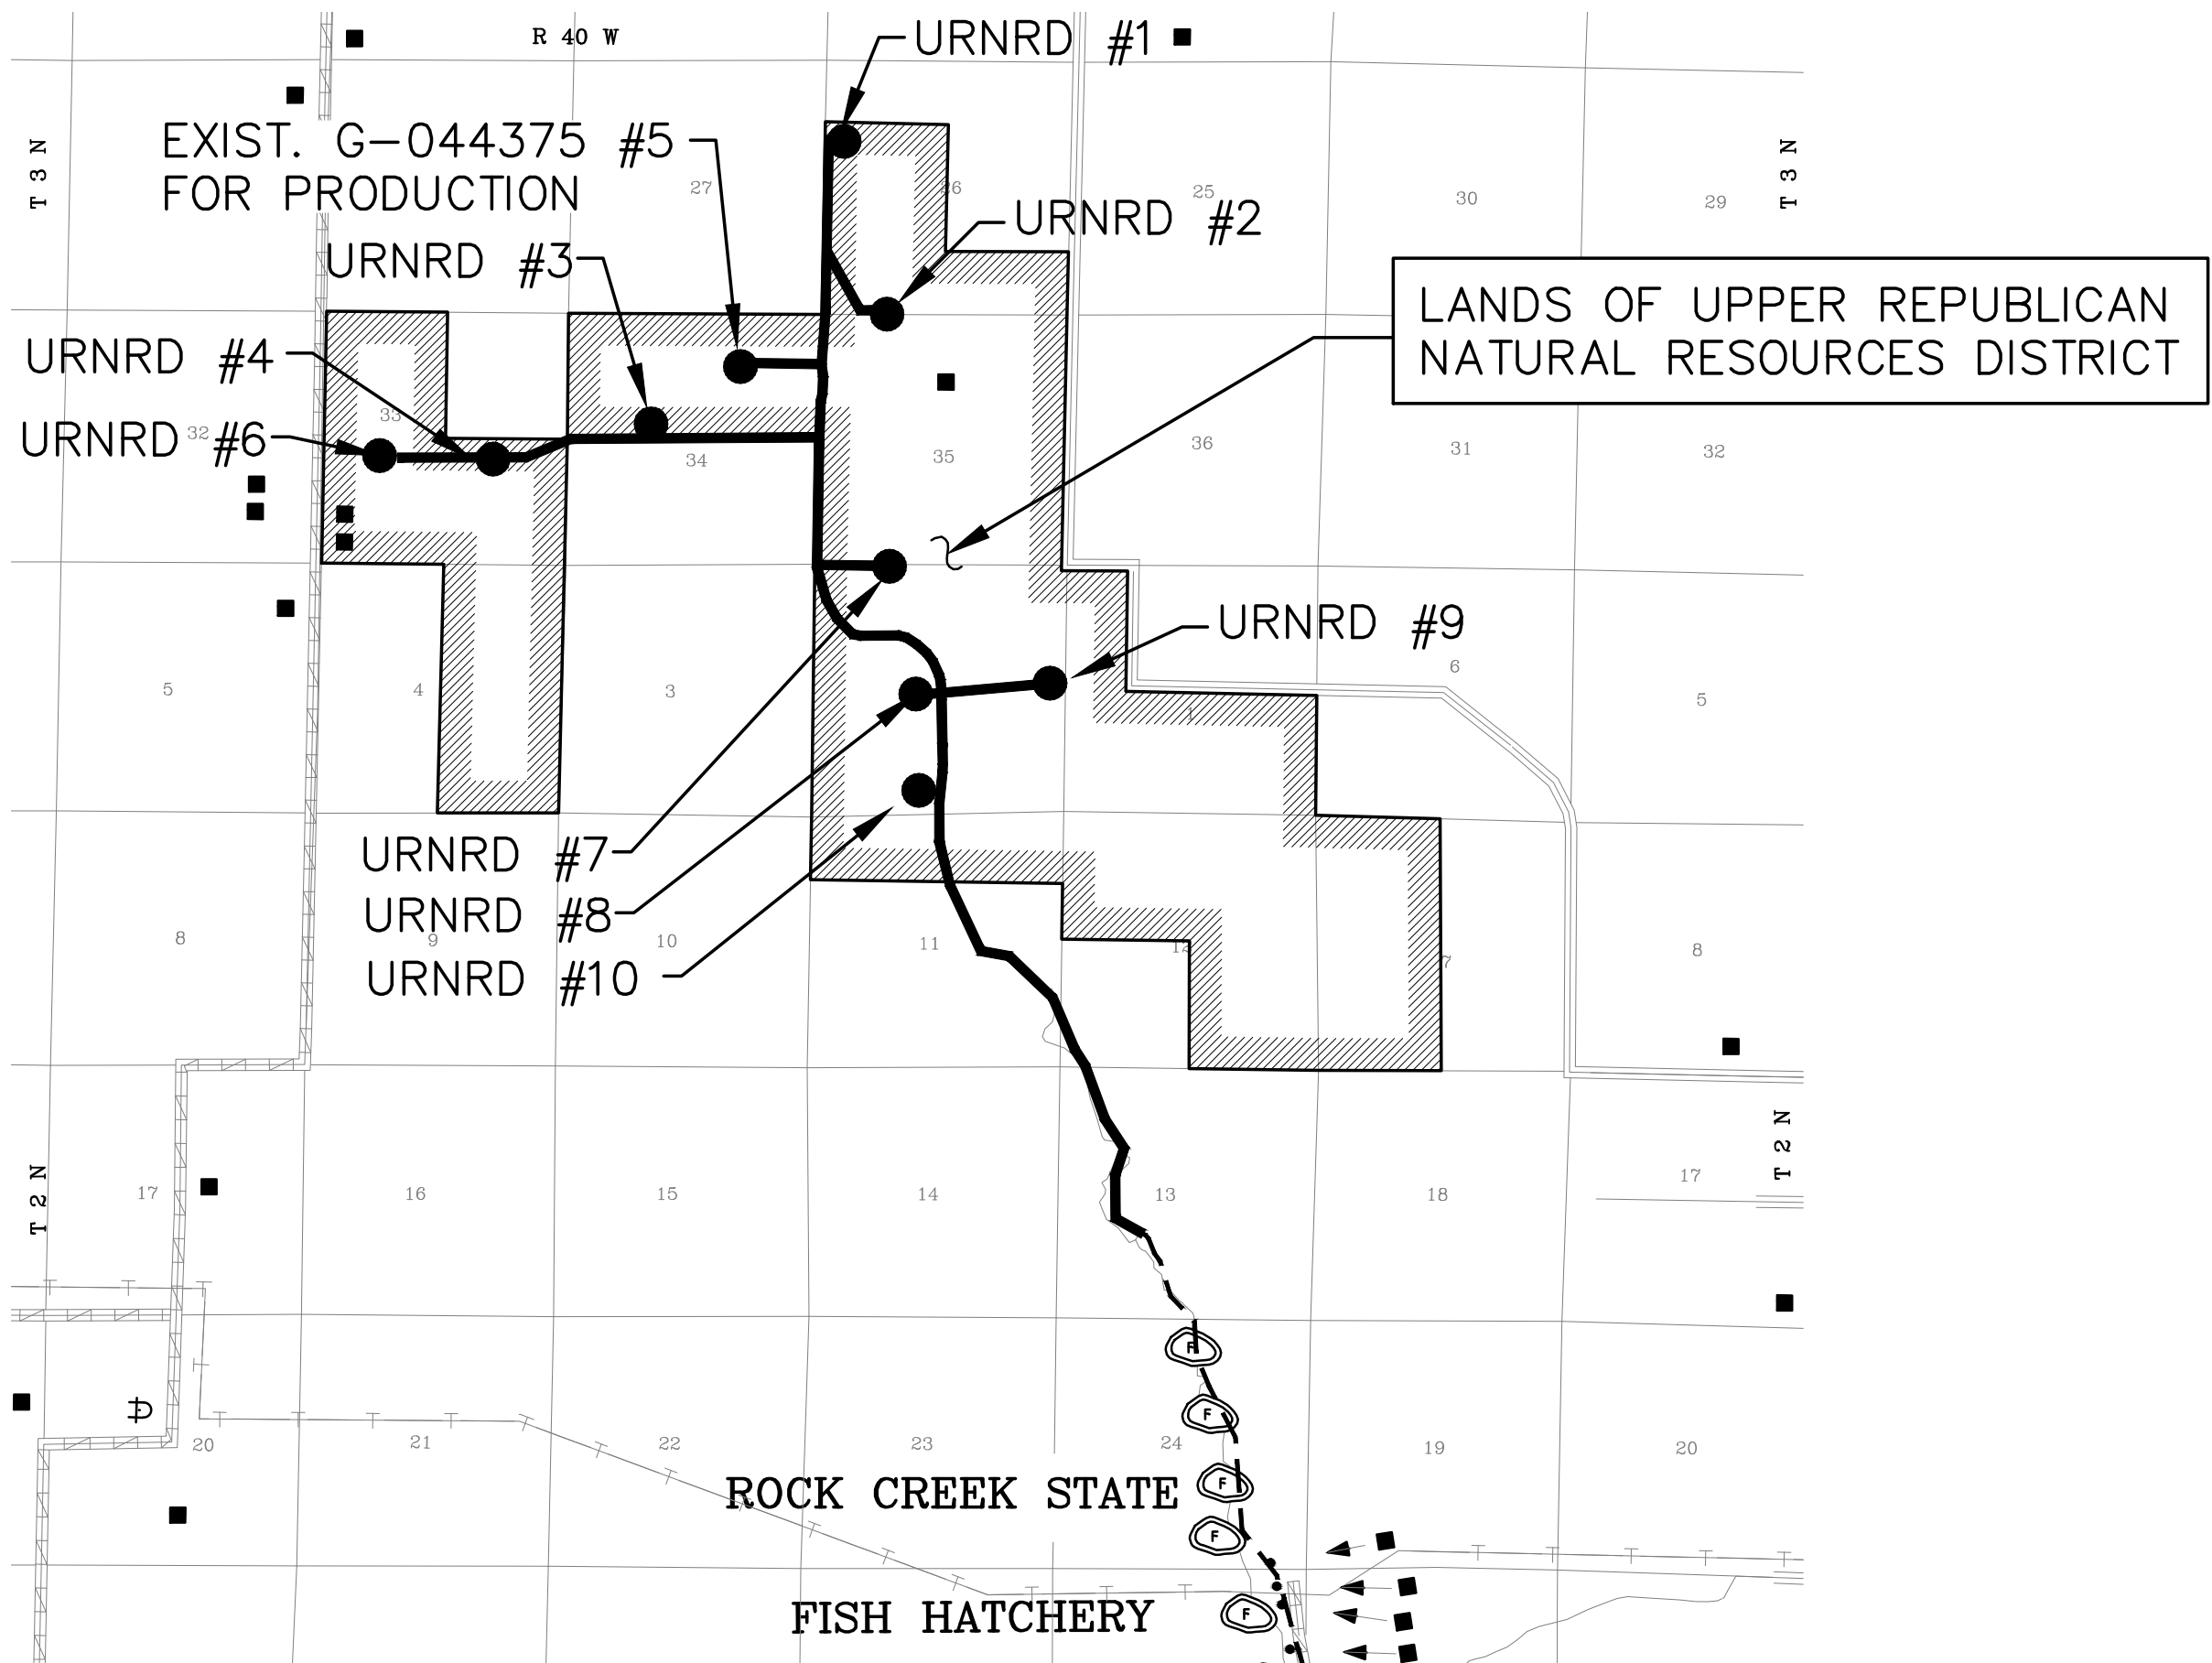 R 40 W
URNRD #1
T 3 N
EXIST. G-044375 #5
FOR PRODUCTION
27
26
25
30
29
T 3 N
URNRD #2
URNRD #3
LANDS OF UPPER REPUBLICAN
NATURAL RESOURCES DISTRICT
URNRD #4
URNRD #6
32
33
34
35
36
31
32
URNRD #9
5
4
3
1
6
5
URNRD #7
URNRD #8
URNRD #10
8
9
10
11
12
7
8
T 2 N
17
16
15
14
13
18
17
T 2 N
F
F
20
21
22
23
24
19
20
ROCK CREEK STATE
F
F
FISH HATCHERY
F